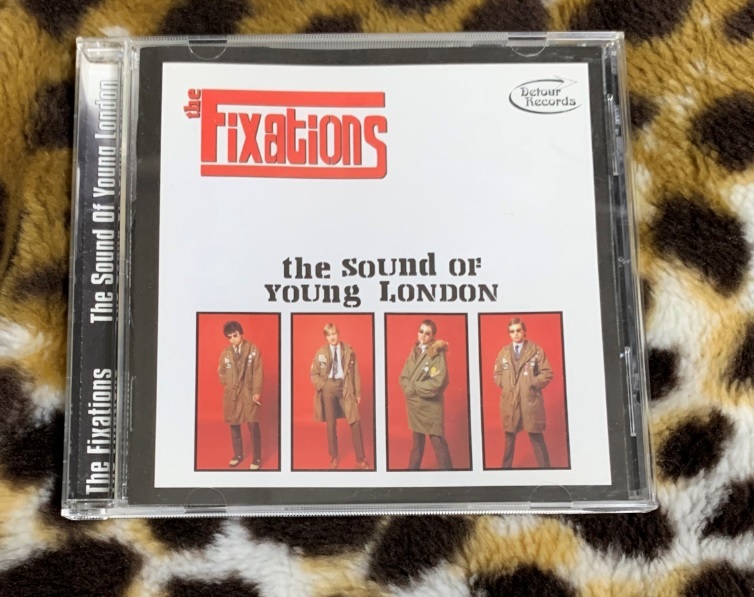 the
Fixations
Detour
Records
the Sound OF
YOUng LONDON
The Fixations The Sound Of Young London